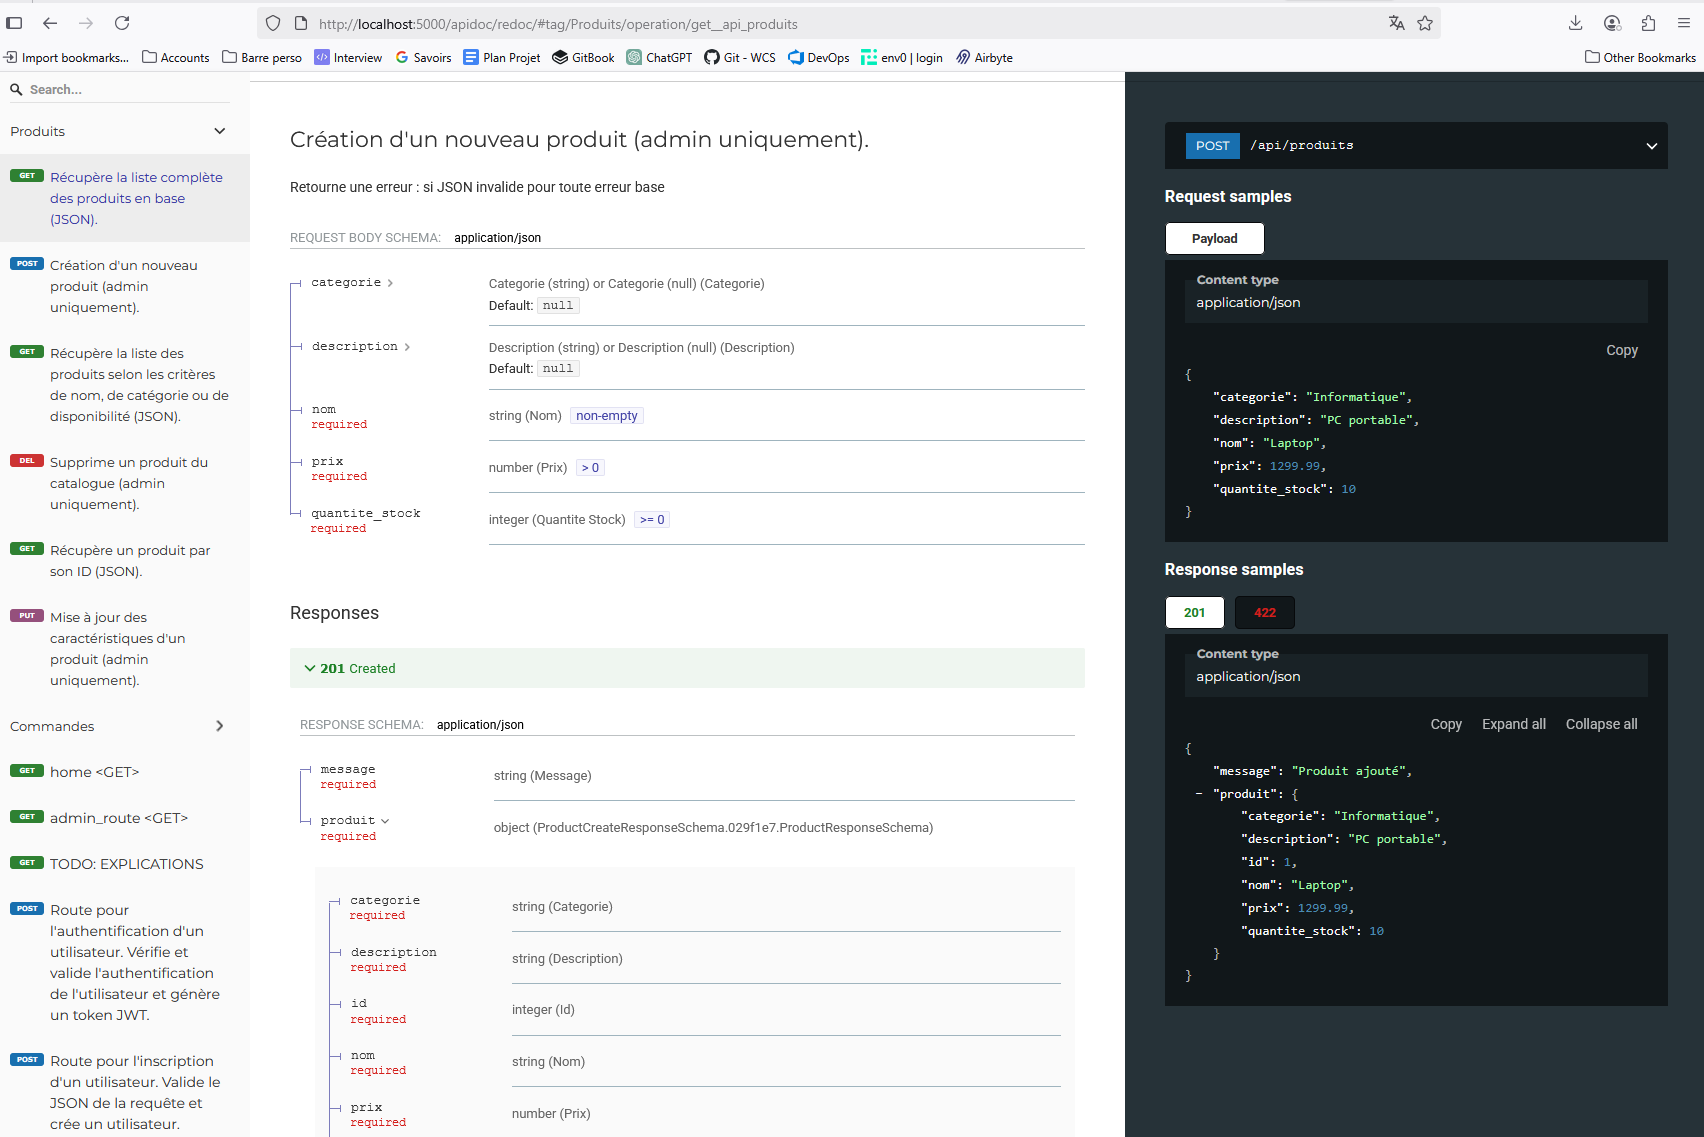 http://localhost:5000/apidoc/redoc/#tag/Produits/operation/get__api_produits
Import bookmarks...
Accounts
Barre perso
Interview
Savoirs
Plan Projet
GitBook
ChatGPT
Git - WCS
DevOps
env0 | login
Airbyte
Other Bookmarks
Search...
Produits
GET
Récupère la liste complète
des produits en base
(JSON).
POST
Création d'un nouveau
produit (admin
uniquement).
GET
Récupère la liste des
produits selon les critères
de nom, de catégorie ou de
disponibilité (JSON).
DEL
Supprime un produit du
catalogue (admin
uniquement).
GET
Récupère un produit par
son ID (JSON).
PUT
Mise à jour des
caractéristiques d'un
produit (admin
uniquement).
Commandes
GET
home <GET>
GET
admin_route <GET>
GET
TODO: EXPLICATIONS
POST
Route pour
l'authentification d'un
utilisateur. Vérifie et
valide l'authentification
de l'utilisateur et génère
un token JWT.
POST
Route pour l'inscription
d'un utilisateur. Valide le
JSON de la requête et
crée un utilisateur.
Création d'un nouveau produit (admin uniquement).
Retourne une erreur : si JSON invalide pour toute erreur base
REQUEST BODY SCHEMA: application/json
categorie
Categorie (string) or Categorie (null) (Categorie)
Default: null
description
Description (string) or Description (null) (Description)
Default: null
nom
required
string (Nom) non-empty
prix
required
number (Prix) > 0
quantite_stock
required
integer (Quantite Stock) >= 0
Responses
201 Created
RESPONSE SCHEMA: application/json
message
required
string (Message)
produit
required
object (ProductCreateResponseSchema.029f1e7.ProductResponseSchema)
categorie
required
string (Categorie)
description
required
string (Description)
id
required
integer (Id)
nom
required
string (Nom)
prix
required
number (Prix)
POST /api/produits
Request samples
Payload
Content type
application/json
Copy
{
"categorie": "Informatique",
"description": "PC portable",
"nom": "Laptop",
"prix": 1299.99,
"quantite_stock": 10
}
Response samples
201
422
Content type
application/json
Copy Expand all Collapse all
{
"message": "Produit ajouté",
- "produit": {
"categorie": "Informatique",
"description": "PC portable",
"id": 1,
"nom": "Laptop",
"prix": 1299.99,
"quantite_stock": 10
}
}